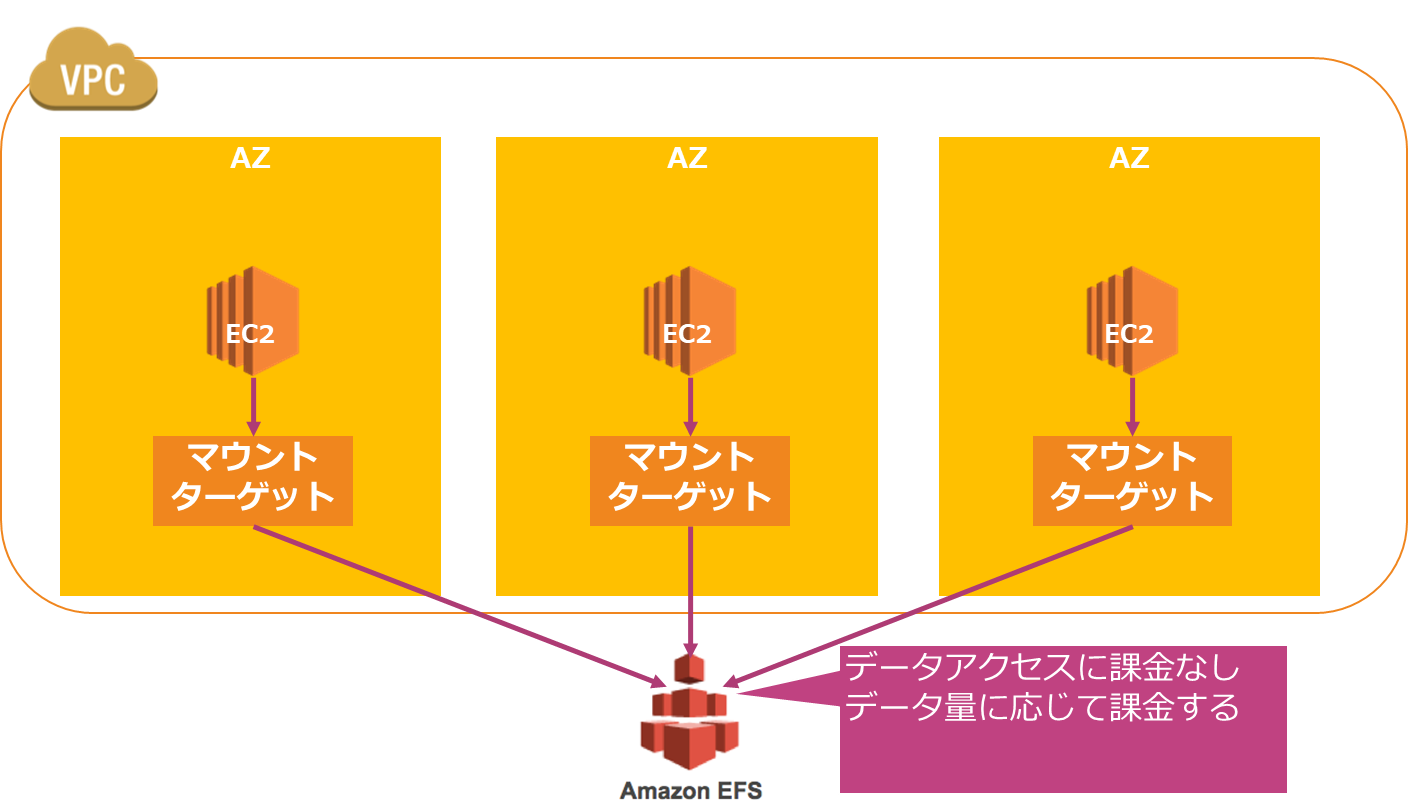 VPC
AZ
AZ
AZ
EC2
EC2
EC2
マウント
ターゲット
マウント
ターゲット
マウント
ターゲット
データアクセスに課金なし
データ量に応じて課金する
Amazon EFS